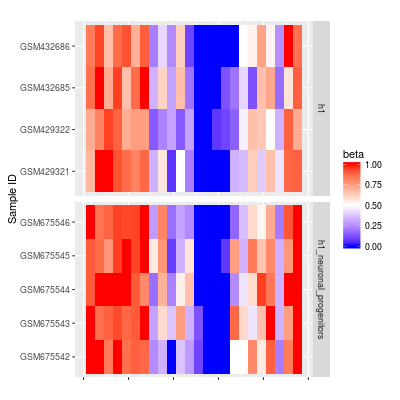 Sample ID
GSM432686
GSM432685
GSM429322
GSM429321
h1
GSM675546
GSM675545
GSM675544
GSM675543
GSM675542
h1_neuronal_progenitors
beta
1.00
0.75
0.50
0.25
0.00